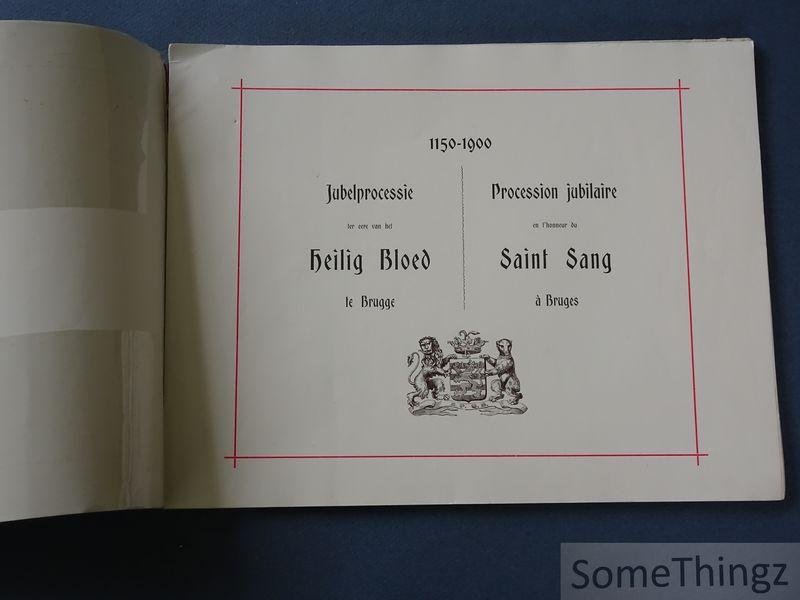 1150-1900
Jubelprocessie
ter eere van het
Heilig Bloed
te Brugge
Procession jubilaire
en l'honneur du
Saint Sang
à Bruges
SomeThingz